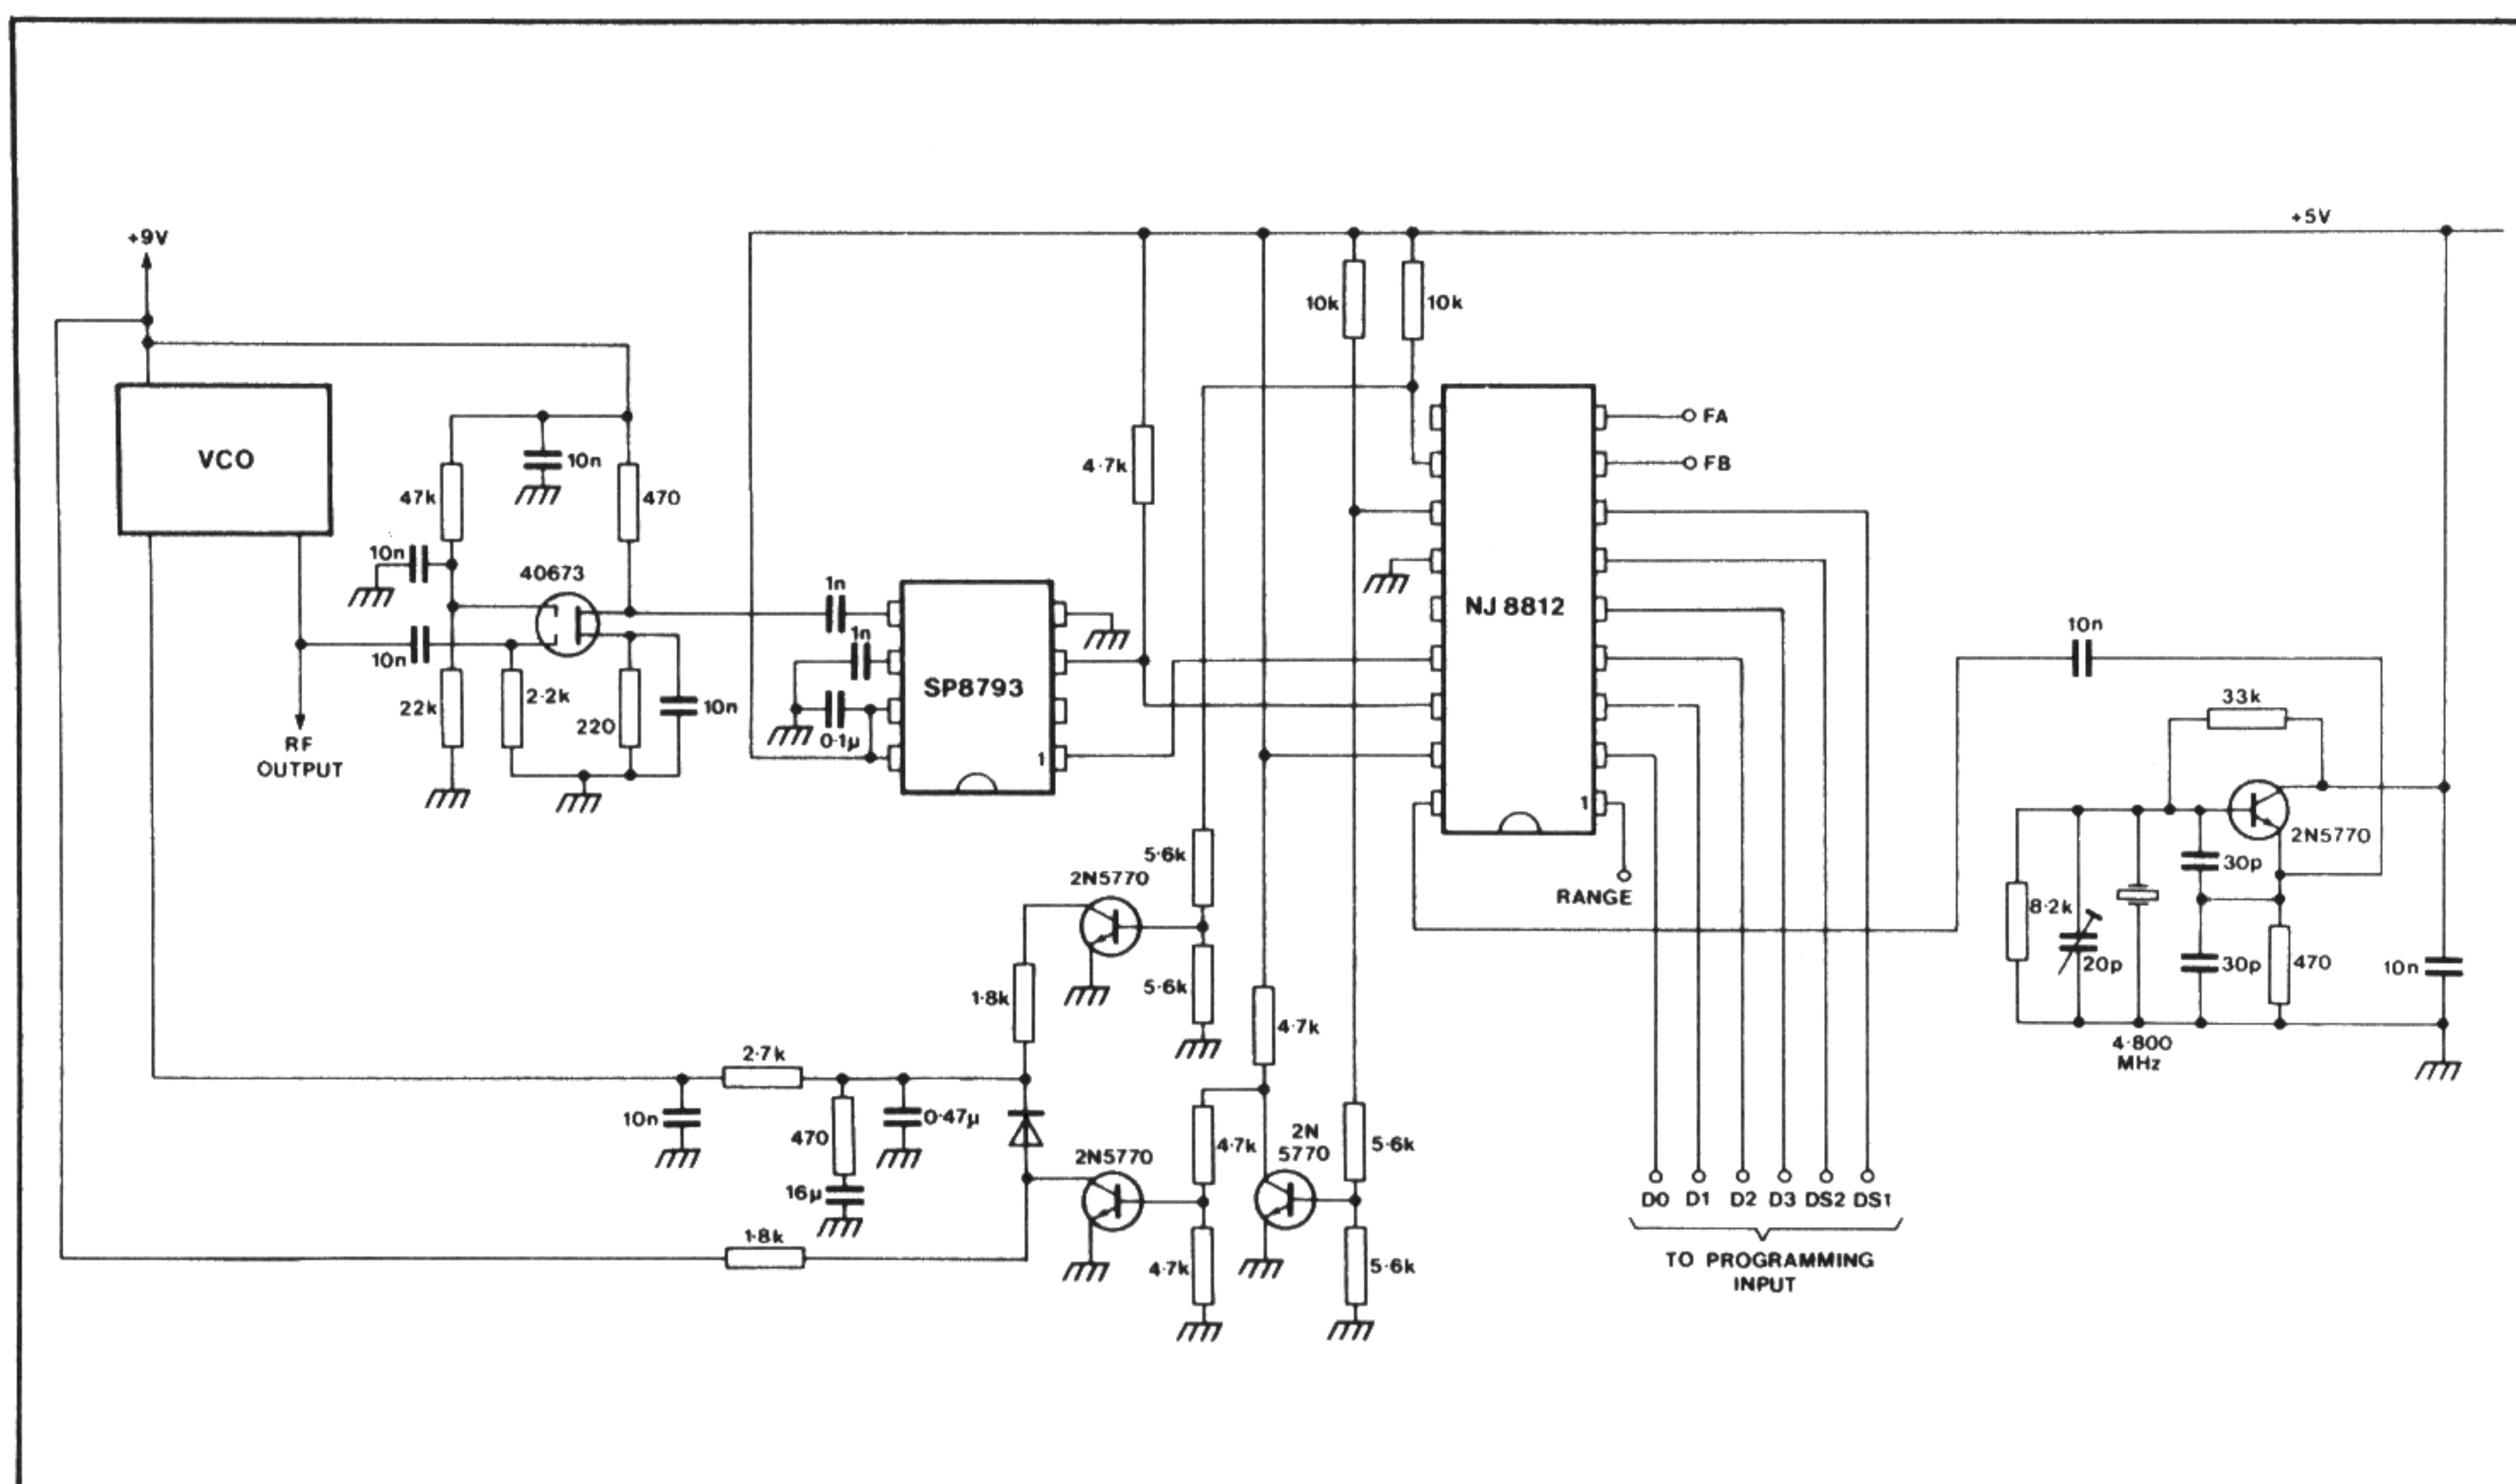 +5V
+9V
10k
10k
FA
VCO
10n
4·7k
FB
47k
470
10n
40673
1n
NJ 8812
10n
1n
10n
SP8793
33k
22k
2·2k
220
10n
RF
OUTPUT
0·1µ
1
1
2N5770
5·6k
30p
2N5770
RANGE
8·2k
5·6k
20p
30p
470
10n
1·8k
4·7k
4·800
MHz
2·7k
10n
470
0·47µ
4·7k
2N
5770
5·6k
2N5770
16µ
D0 D1 D2 D3 DS2 DS1
1·8k
4·7k
5·6k
TO PROGRAMMING
INPUT